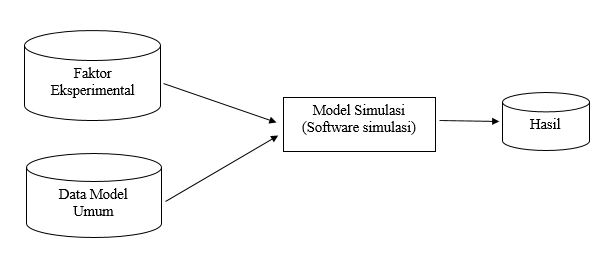 Faktor
Eksperimental
Data Model
Umum
Model Simulasi
(Software simulasi)
Hasil